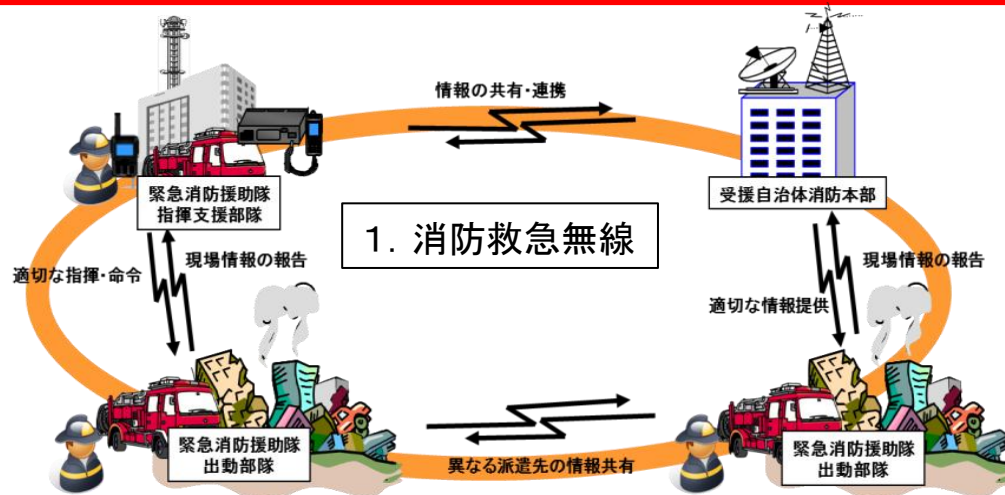 情報の共有・連携
緊急消防援助隊
指揮支援部隊
受援自治体消防本部
１．消防救急無線
適切な指揮・命令
現場情報の報告
現場情報の報告
適切な情報提供
緊急消防援助隊
出動部隊
異なる派遣先の情報共有
緊急消防援助隊
出動部隊